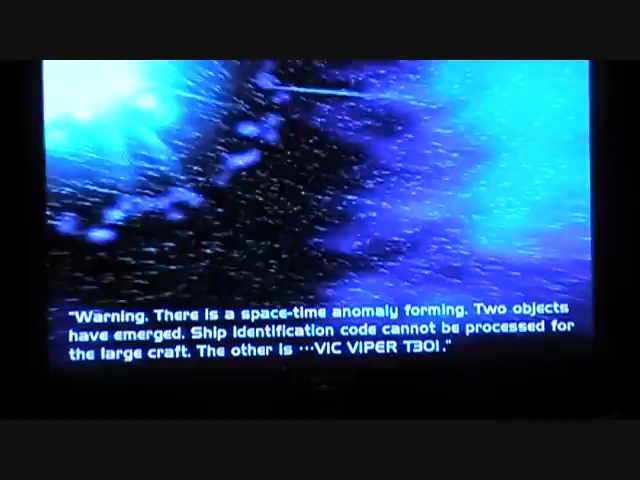 "Warning. There is a space-time anomaly forming. Two objects
have emerged. Ship identification code cannot be processed for
the large craft. The other is ...VIC VIPER T301."